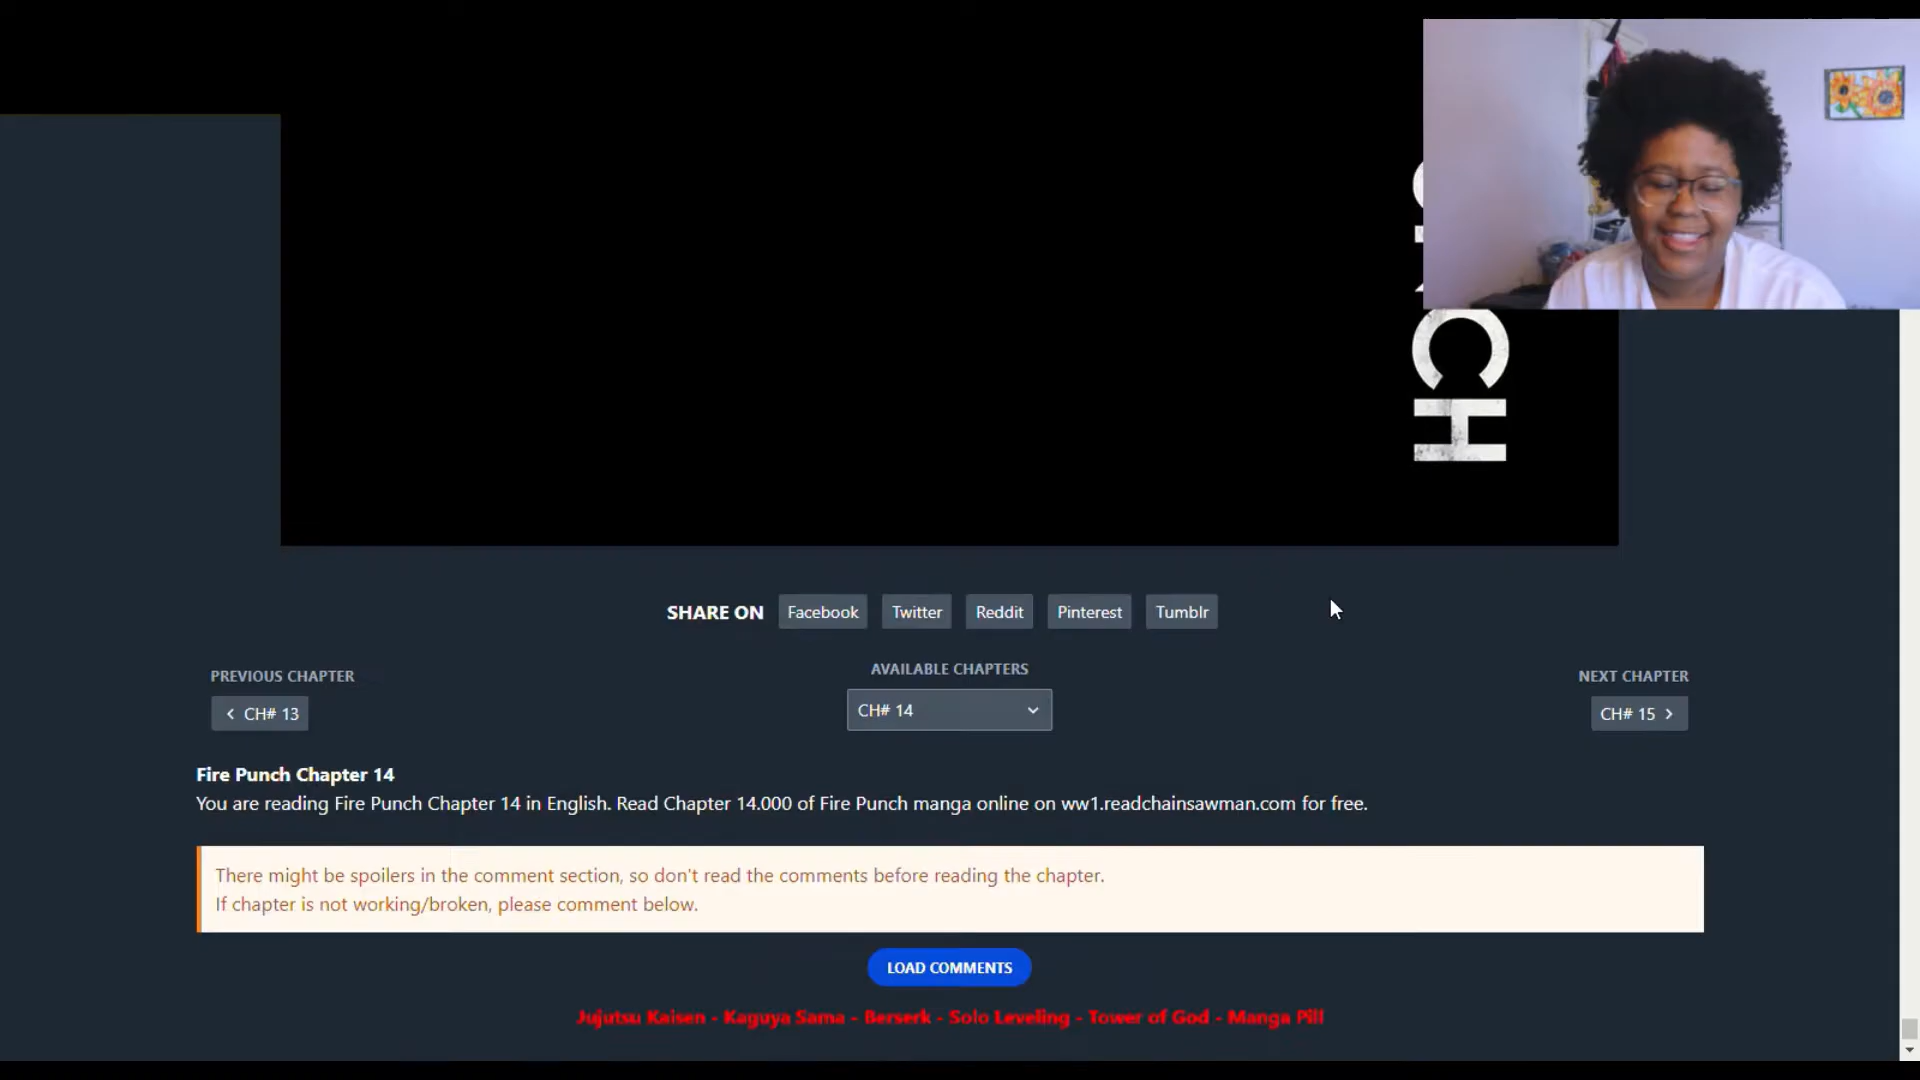 CH
SHARE ON Facebook Twitter Reddit Pinterest Tumblr
PREVIOUS CHAPTER AVAILABLE CHAPTERS NEXT CHAPTER
CH# 13 CH# 14 CH# 15
Fire Punch Chapter 14
You are reading Fire Punch Chapter 14 in English. Read Chapter 14.000 of Fire Punch manga online on ww1.readchainsawman.com for free.
There might be spoilers in the comment section, so don't read the comments before reading the chapter.
If chapter is not working/broken, please comment below.
LOAD COMMENTS
Jujutsu Kaisen - Kaguya Sama - Berserk - Solo Leveling - Tower of God - Manga Pill